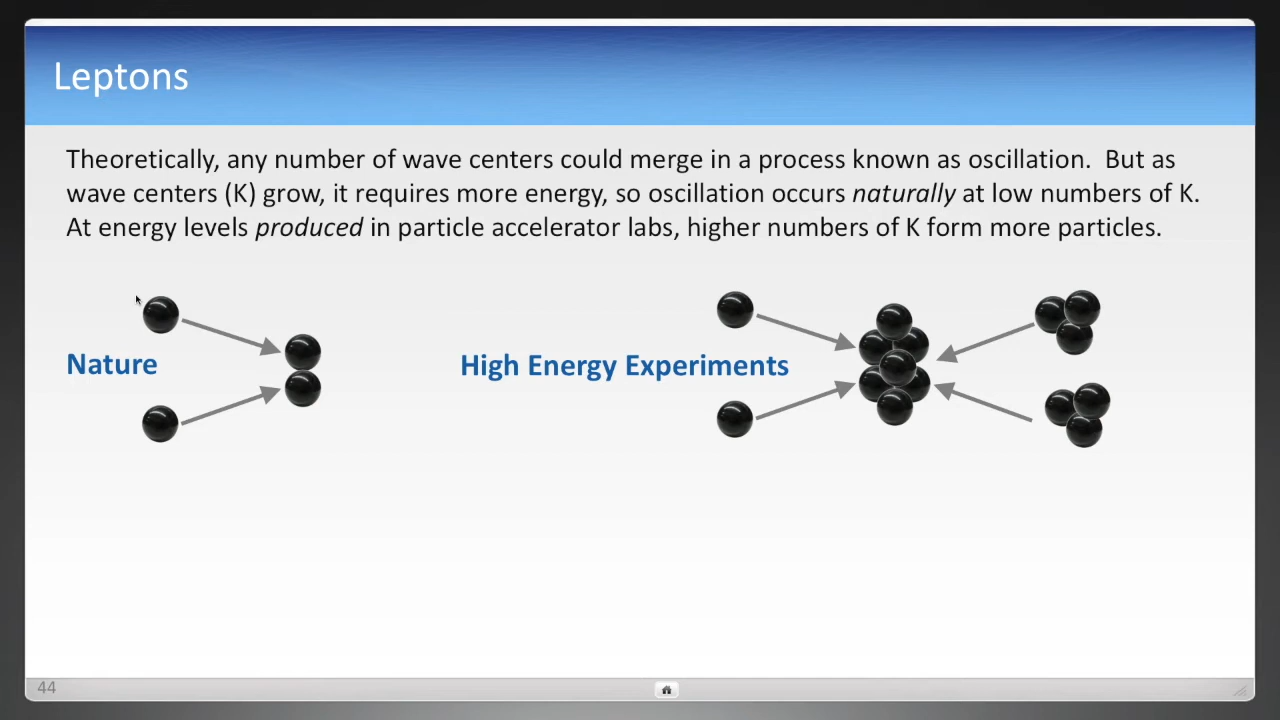 Leptons
Theoretically, any number of wave centers could merge in a process known as oscillation.  But as
wave centers (K) grow, it requires more energy, so oscillation occurs naturally at low numbers of K.
At energy levels produced in particle accelerator labs, higher numbers of K form more particles.
Nature
High Energy Experiments
44